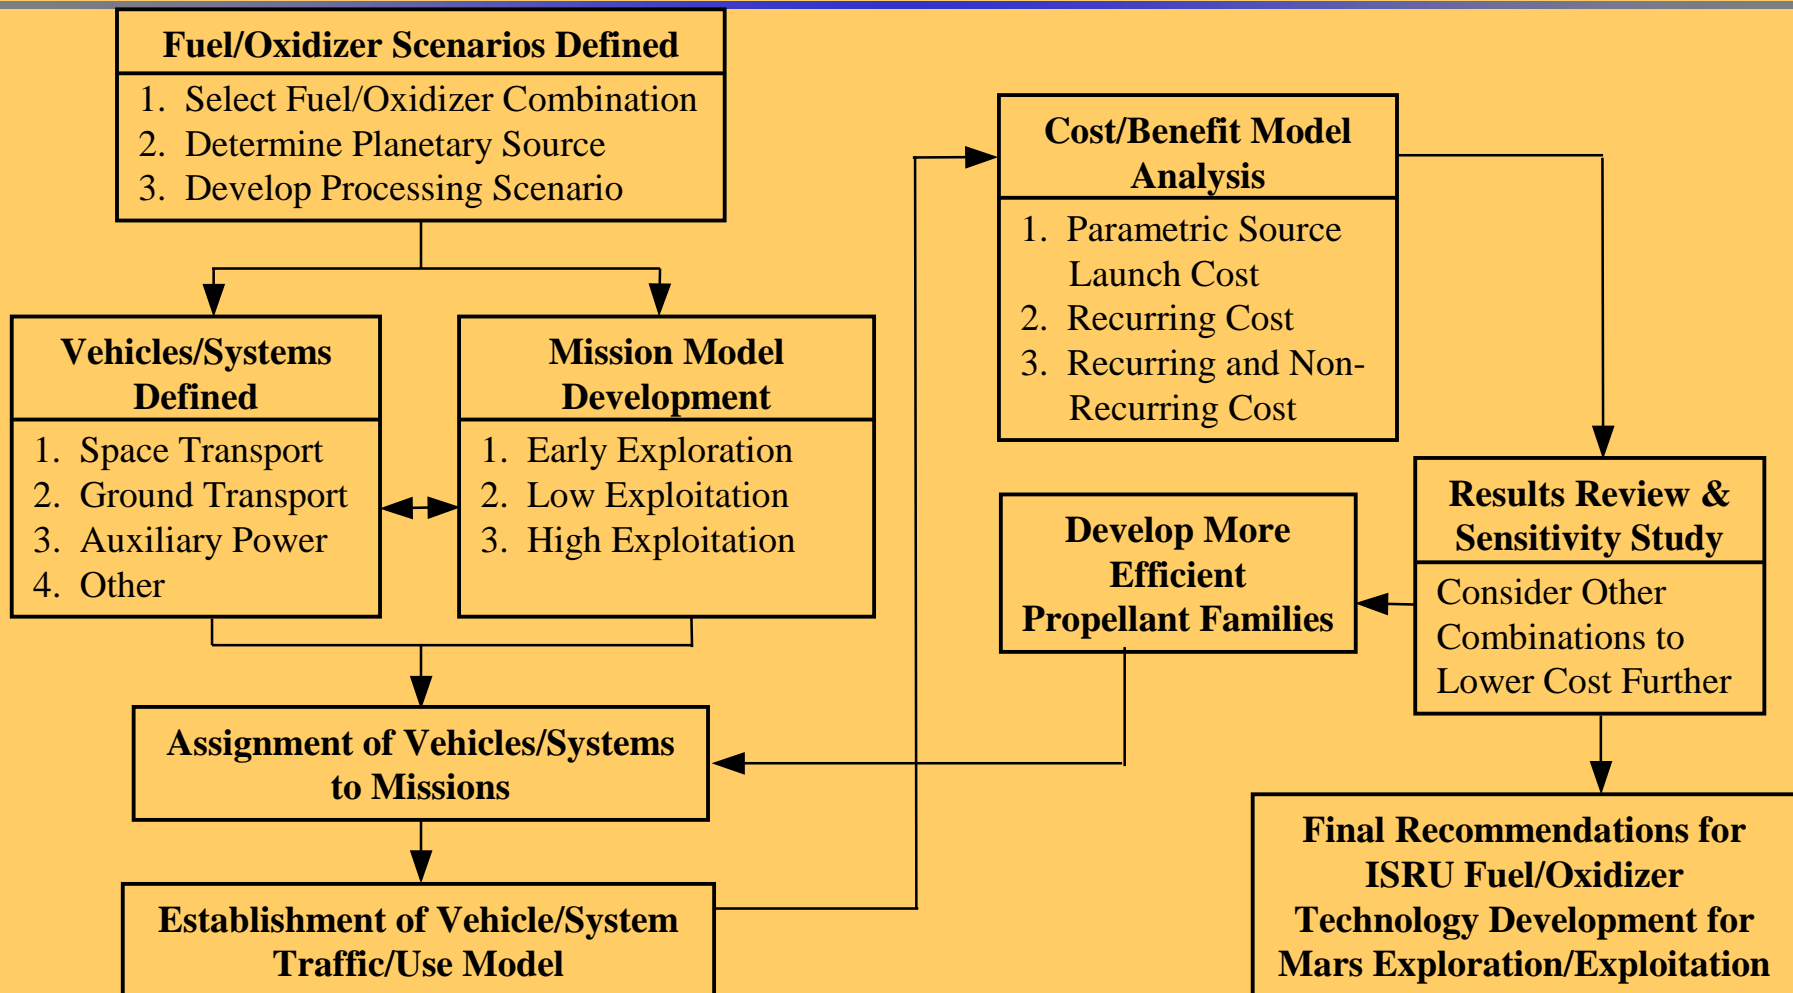 Fuel/Oxidizer Scenarios Defined
1. Select Fuel/Oxidizer Combination
2. Determine Planetary Source
3. Develop Processing Scenario
Vehicles/Systems
Defined
1. Space Transport
2. Ground Transport
3. Auxiliary Power
4. Other
Mission Model
Development
1. Early Exploration
2. Low Exploitation
3. High Exploitation
Assignment of Vehicles/Systems
to Missions
Establishment of Vehicle/System
Traffic/Use Model
Cost/Benefit Model
Analysis
1. Parametric Source
Launch Cost
2. Recurring Cost
3. Recurring and Non-
Recurring Cost
Develop More
Efficient
Propellant Families
Results Review &
Sensitivity Study
Consider Other
Combinations to
Lower Cost Further
Final Recommendations for
ISRU Fuel/Oxidizer
Technology Development for
Mars Exploration/Exploitation